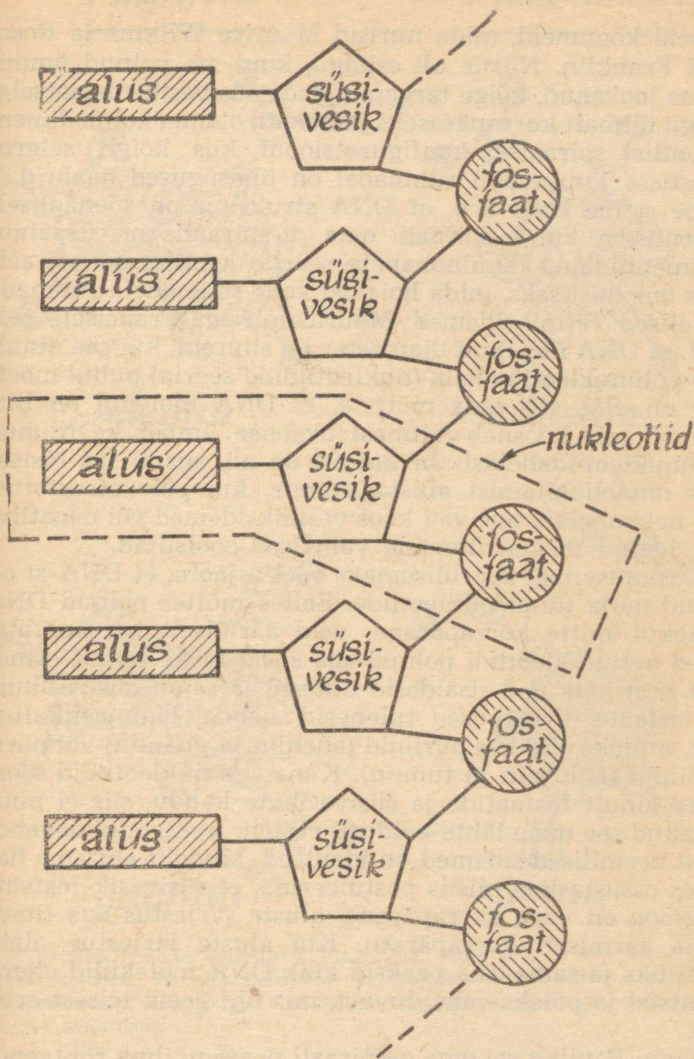 alus
süsi-
vesik
fos-
faat
alus
süsi-
vesik
fos-
faat
nukleotiid
alus
süsi-
vesik
fos-
faat
alus
süsi-
vesik
fos-
faat
alus
süsi-
vesik
fos-
faat